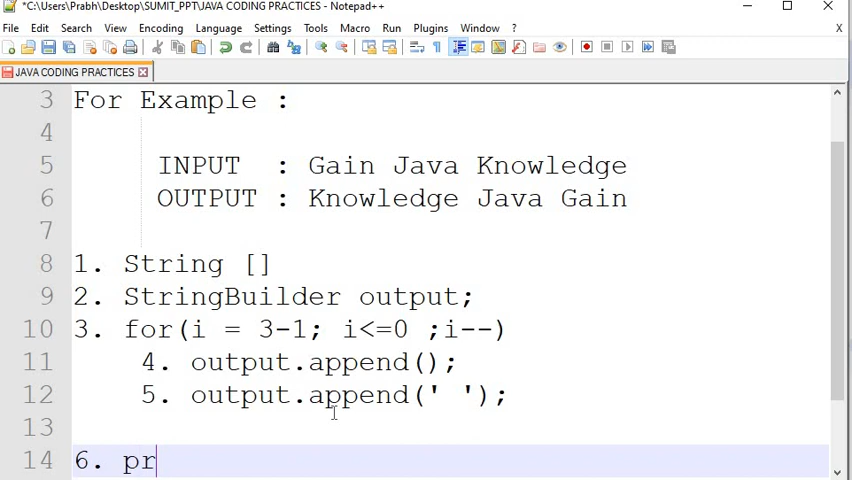 *C:\Users\Prabh\Desktop\SUMIT_PPT\JAVA CODING PRACTICES - Notepad++
File Edit Search View Encoding Language Settings Tools Macro Run Plugins Window ? X
JAVA CODING PRACTICES
3 For Example :
4
5 INPUT : Gain Java Knowledge
6 OUTPUT : Knowledge Java Gain
7
8 1. String []
9 2. StringBuilder output;
10 3. for(i = 3-1; i<=0 ;i--)
11 4. output.append();
12 5. output.append(' ');
13
14 6. pr